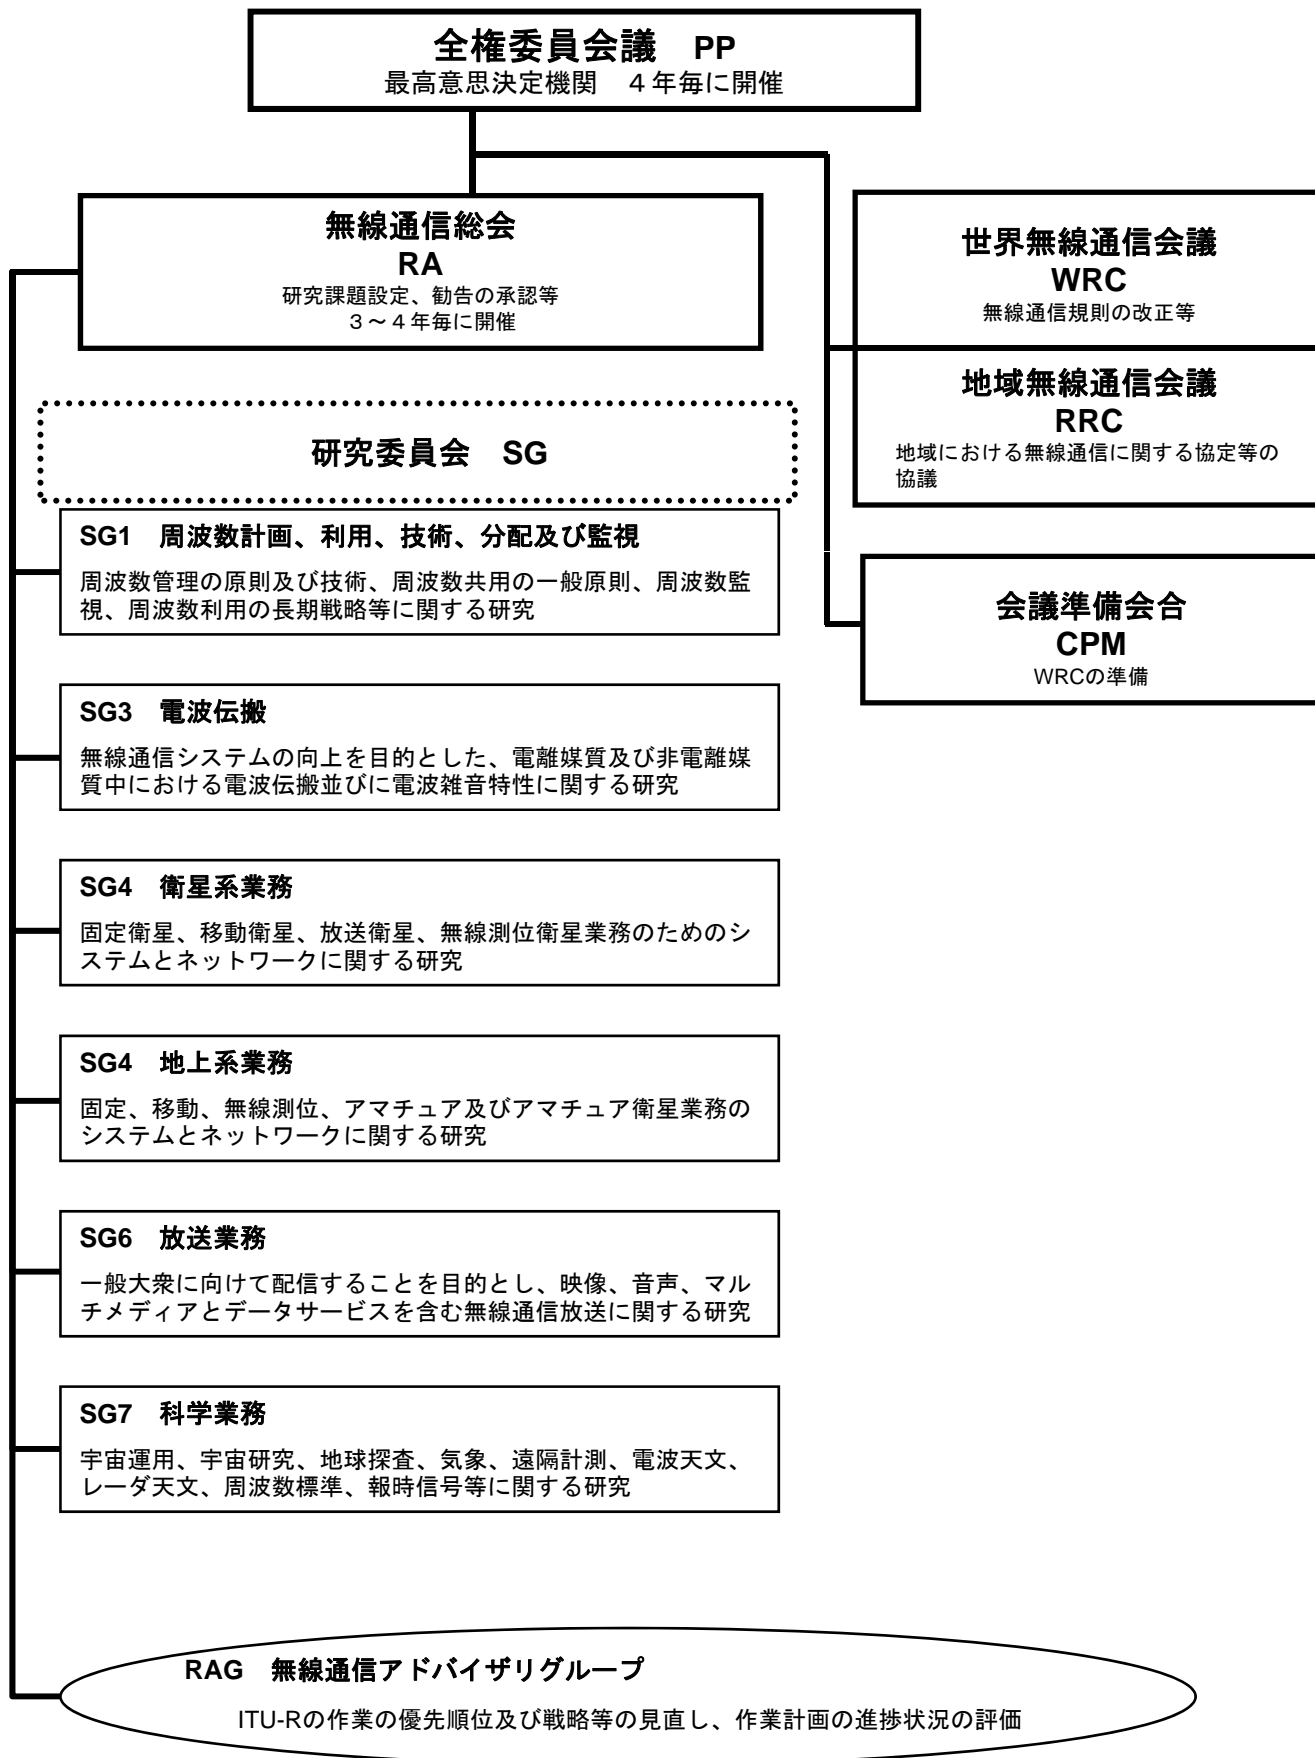 全権委員会議 PP
最高意思決定機関 4年毎に開催
無線通信総会
RA
研究課題設定、勧告の承認等
3~4年毎に開催
世界無線通信会議
WRC
無線通信規則の改正等
地域無線通信会議
RRC
地域における無線通信に関する協定等の
協議
会議準備会合
CPM
WRCの準備
研究委員会 SG
SG1 周波数計画、利用、技術、分配及び監視
周波数管理の原則及び技術、周波数共用の一般原則、周波数監
視、周波数利用の長期戦略等に関する研究
SG3 電波伝搬
無線通信システムの向上を目的とした、電離媒質及び非電離媒
質中における電波伝搬並びに電波雑音特性に関する研究
SG4 衛星系業務
固定衛星、移動衛星、放送衛星、無線測位衛星業務のためのシ
ステムとネットワークに関する研究
SG4 地上系業務
固定、移動、無線測位、アマチュア及びアマチュア衛星業務の
システムとネットワークに関する研究
SG6 放送業務
一般大衆に向けて配信することを目的とし、映像、音声、マル
チメディアとデータサービスを含む無線通信放送に関する研究
SG7 科学業務
宇宙運用、宇宙研究、地球探査、気象、遠隔計測、電波天文、
レーダ天文、周波数標準、報時信号等に関する研究
RAG 無線通信アドバイザリグループ
ITU-Rの作業の優先順位及び戦略等の見直し、作業計画の進捗状況の評価